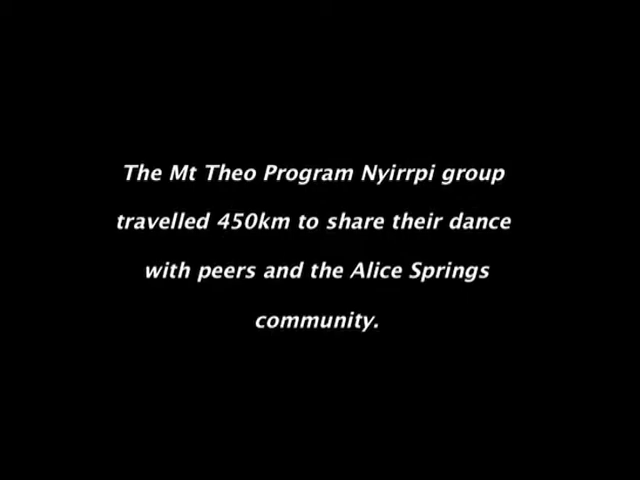 The Mt Theo Program Nyirrpi group
travelled 450km to share their dance
with peers and the Alice Springs
community.